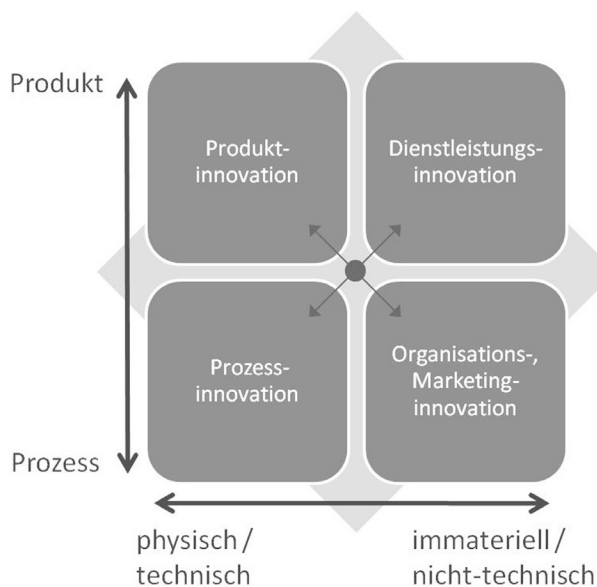 Produkt
Produkt-
innovation
Dienstleistungs-
innovation
Prozess-
innovation
Organisations-,
Marketing-
innovation
Prozess
physisch /
technisch
immateriell /
nicht-technisch